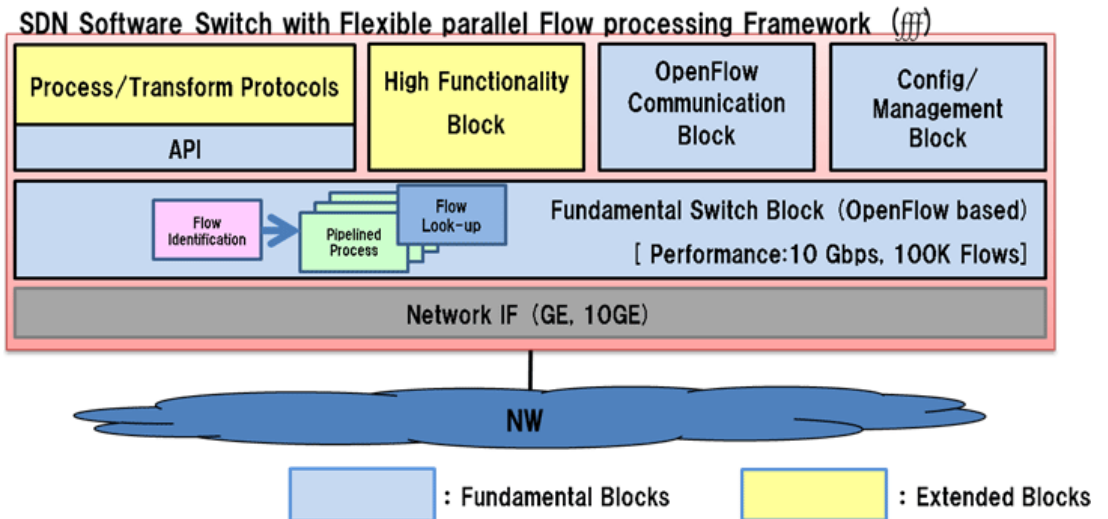 SDN Software Switch with Flexible parallel Flow processing Framework (fff)
Process/Transform Protocols
API
High Functionality
Block
OpenFlow
Communication
Block
Config/
Management
Block
Flow
Identification
Pipelined
Process
Flow
Look-up
Fundamental Switch Block (OpenFlow based)
[ Performance:10 Gbps, 100K Flows]
Network IF (GE, 10GE)
NW
: Fundamental Blocks
: Extended Blocks